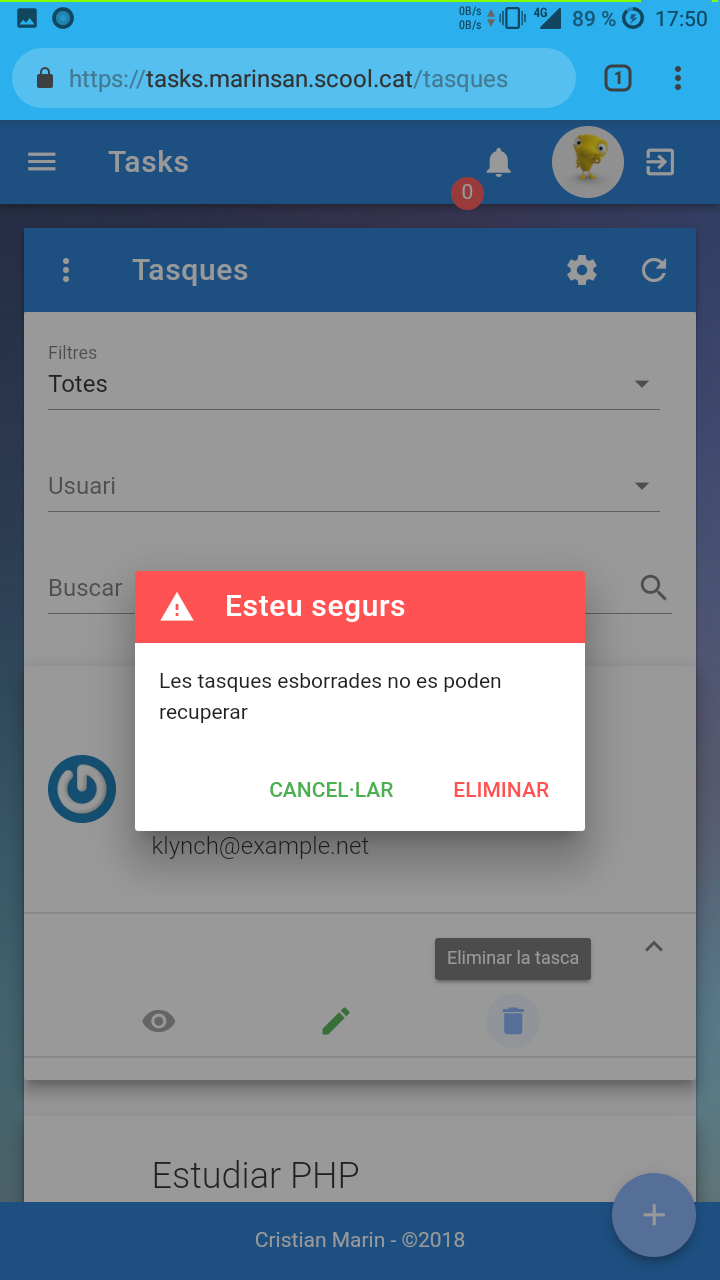 0B/s
0B/s
4G
89 %
17:50
https://tasks.marinsan.scool.cat/tasques
1
Tasks
0
Tasques
Filtres
Totes
Usuari
Buscar
Esteu segurs
Les tasques esborrades no es poden
recuperar
CANCEL·LAR
ELIMINAR
klynch@example.net
Eliminar la tasca
Estudiar PHP
Cristian Marin - ©2018